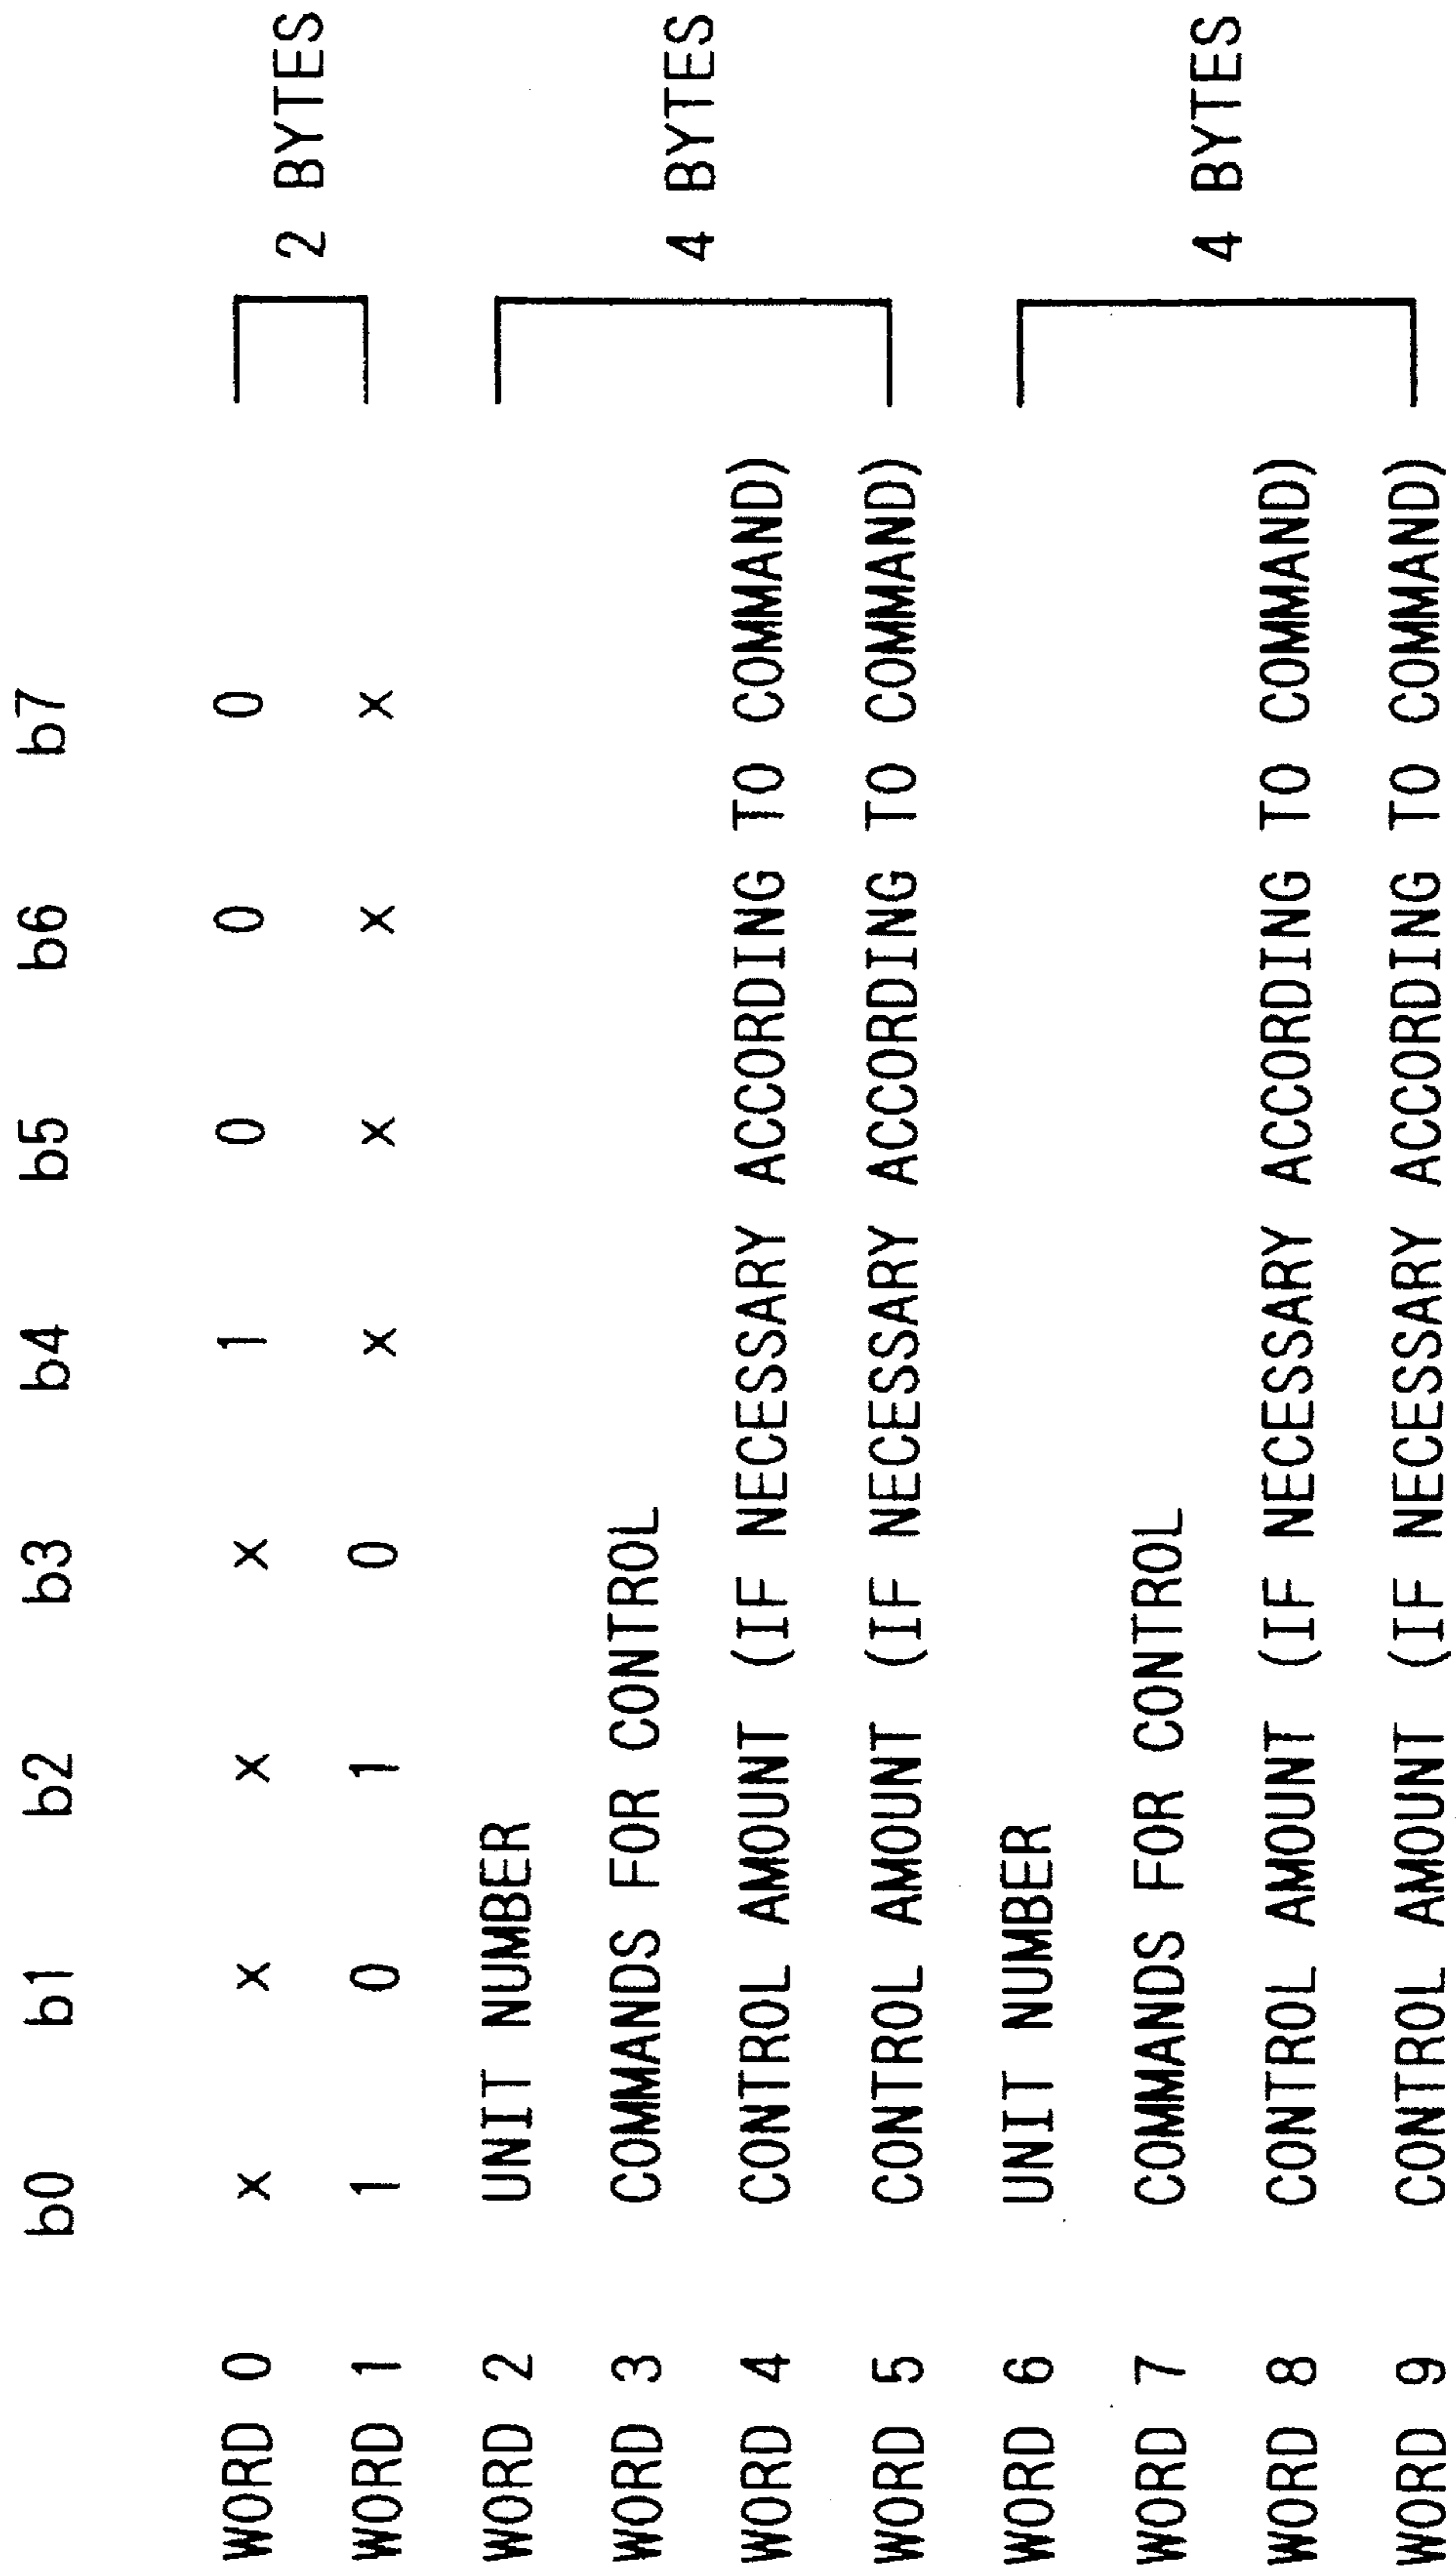 b0 b1 b2 b3 b4 b5 b6 b7
WORD 0 x x x x 1 0 0 0
WORD 1 1 0 1 0 x x x x
2 BYTES
WORD 2 UNIT NUMBER
WORD 3 COMMANDS FOR CONTROL
WORD 4 CONTROL AMOUNT (IF NECESSARY ACCORDING TO COMMAND)
WORD 5 CONTROL AMOUNT (IF NECESSARY ACCORDING TO COMMAND)
4 BYTES
WORD 6 UNIT NUMBER
WORD 7 COMMANDS FOR CONTROL
WORD 8 CONTROL AMOUNT (IF NECESSARY ACCORDING TO COMMAND)
WORD 9 CONTROL AMOUNT (IF NECESSARY ACCORDING TO COMMAND)
4 BYTES